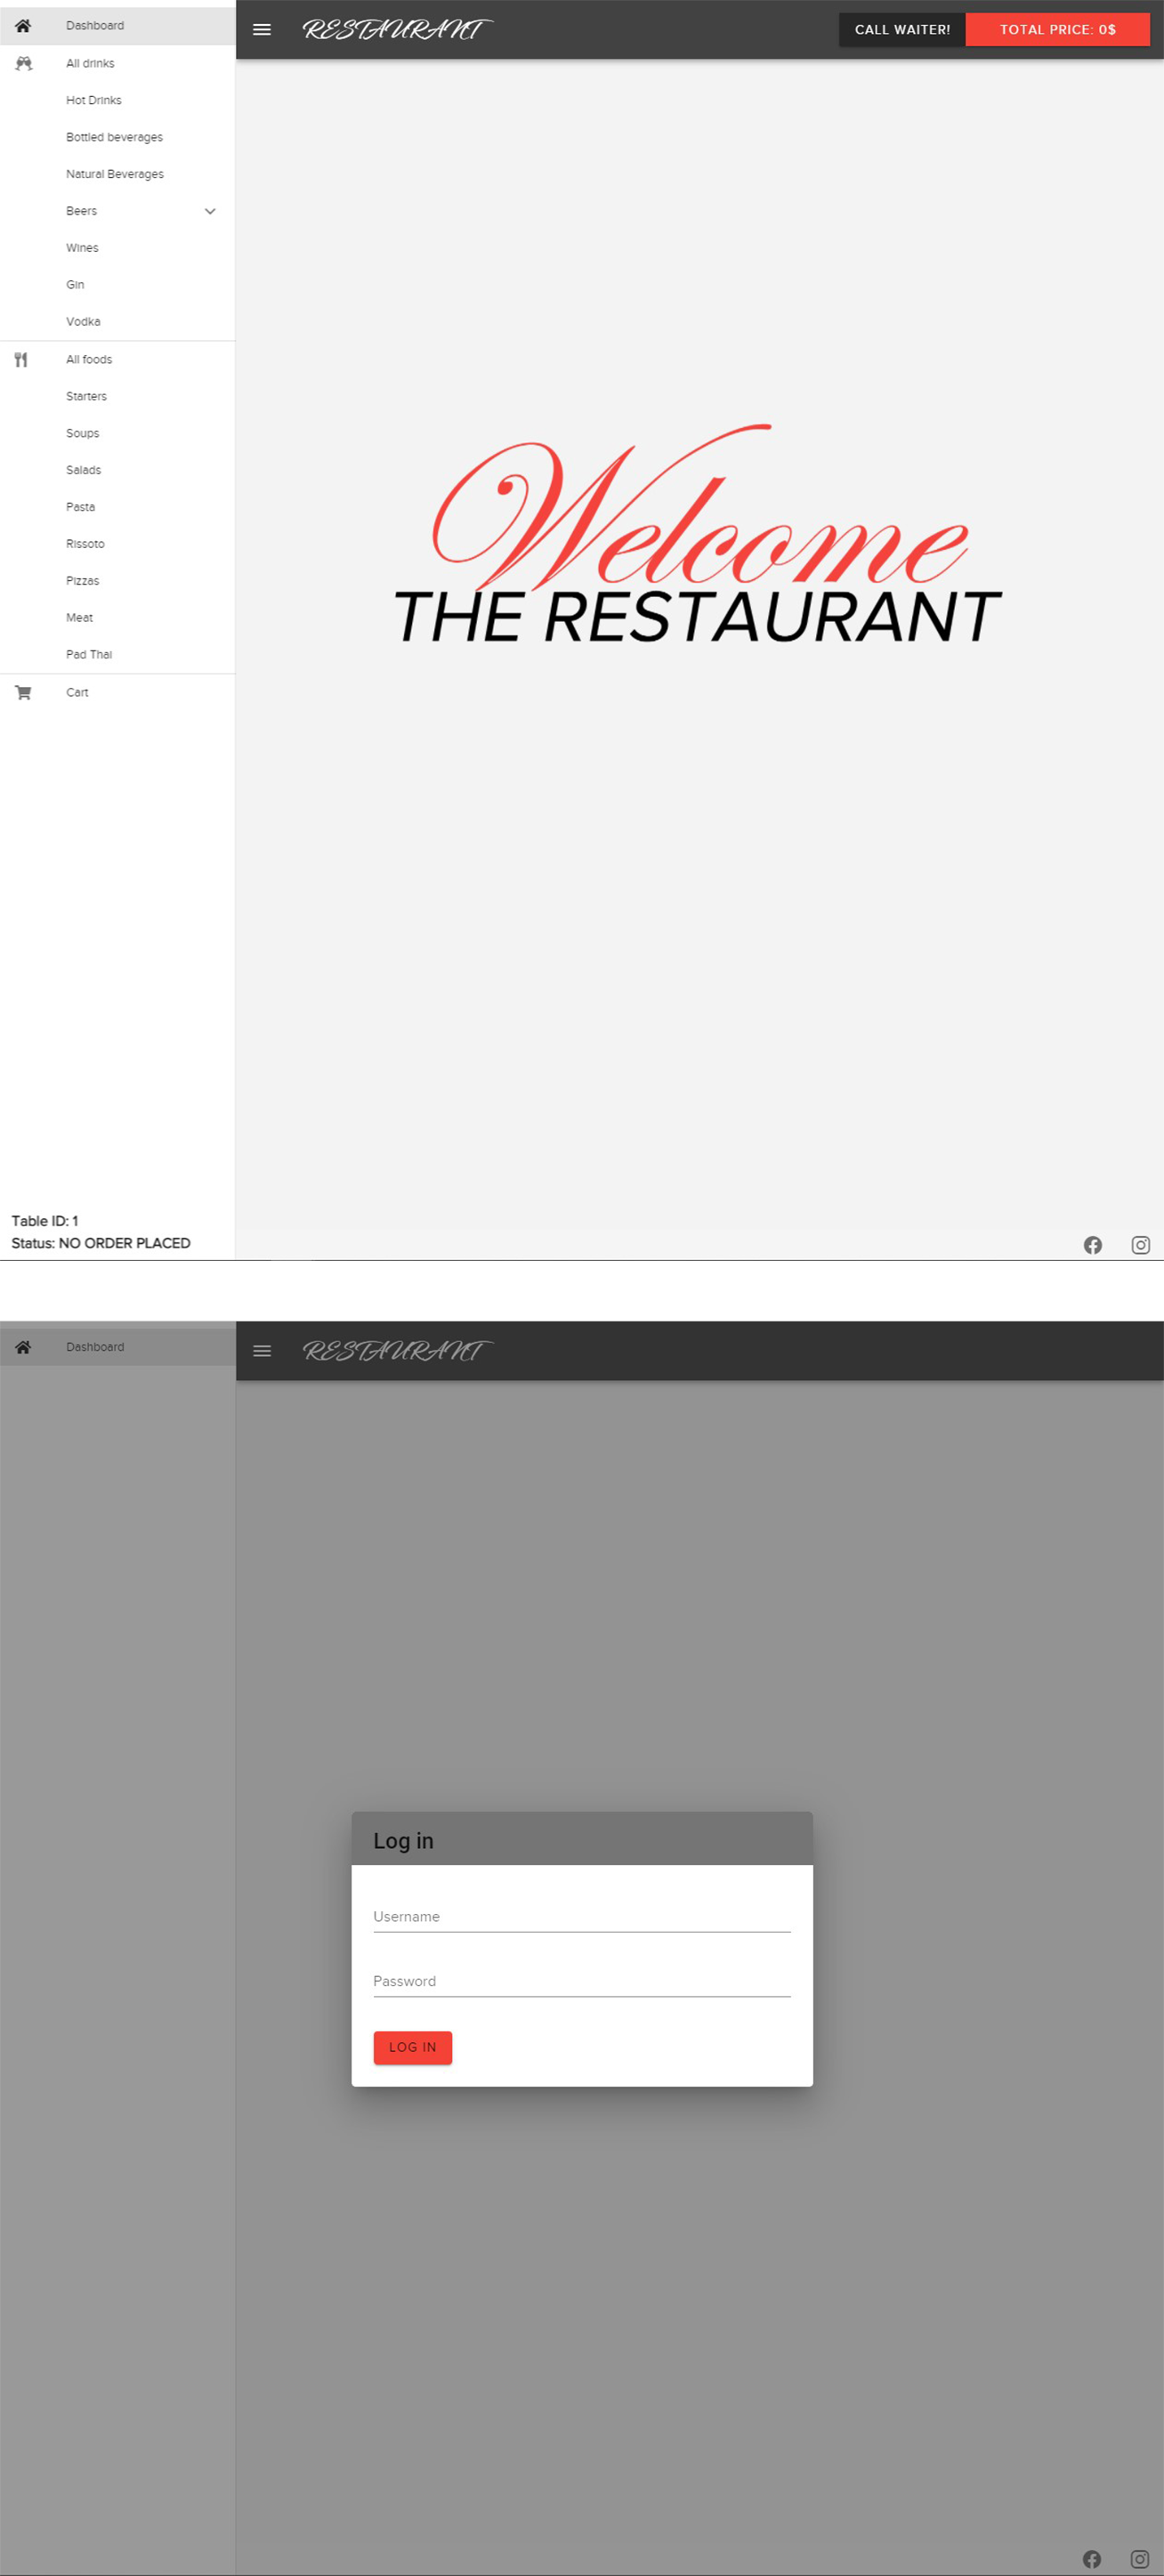 Dashboard
All drinks
Hot Drinks
Bottled beverages
Natural Beverages
Beers
Wines
Gin
Vodka
All foods
Starters
Soups
Salads
Pasta
Rissoto
Pizzas
Meat
Pad Thai
Cart
Table ID: 1
Status: NO ORDER PLACED
RESTAURANT
CALL WAITER!
TOTAL PRICE: 0$
Welcome
THE RESTAURANT
Dashboard
RESTAURANT
Log in
Username
Password
LOG IN